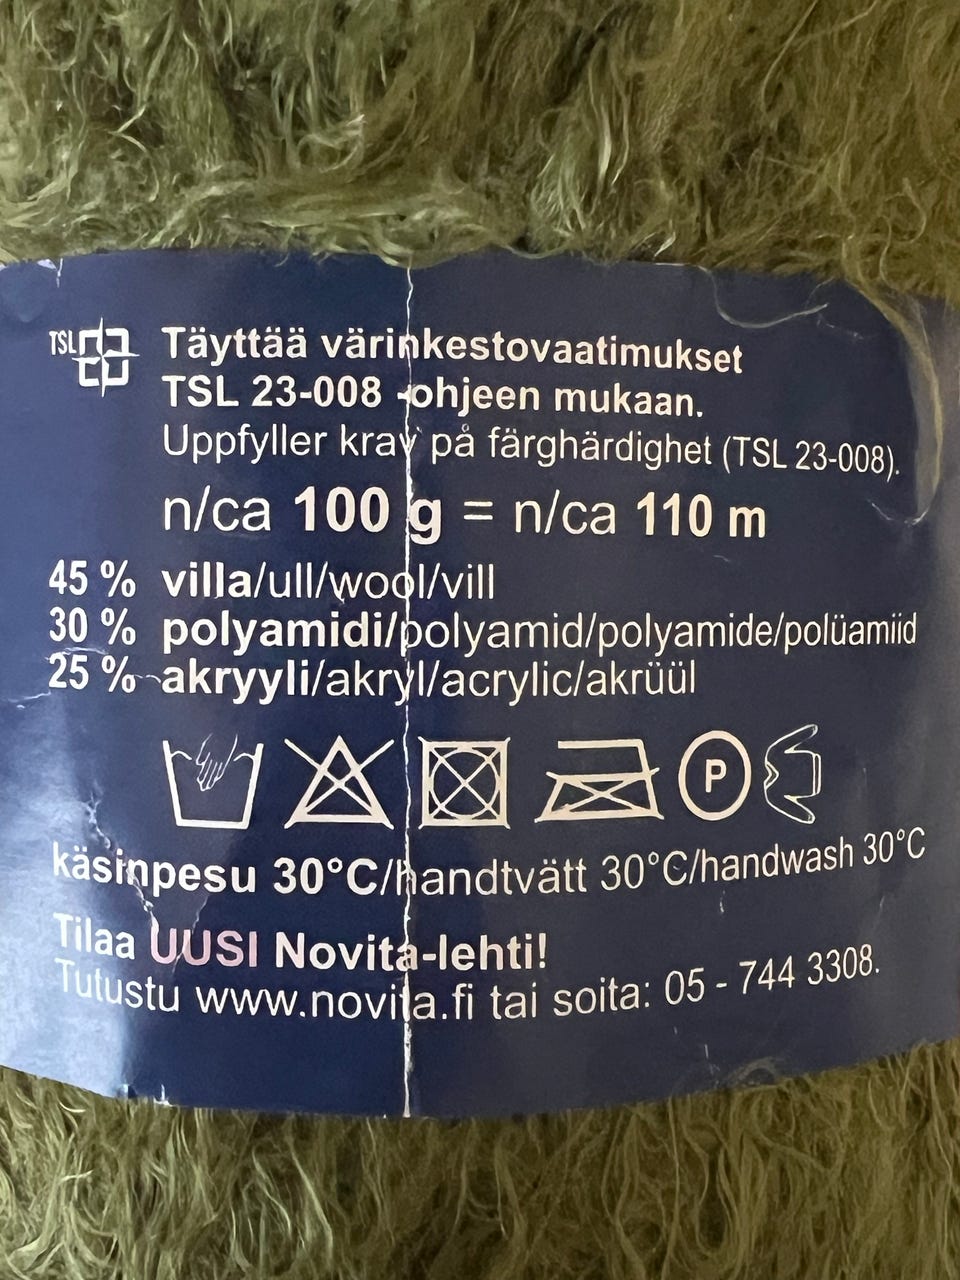 TSL
Täyttää värinkestovaatimukset
TSL 23-008 -ohjeen mukaan.
Uppfyller krav på färghärdighet (TSL 23-008).
n/ca 100 g = n/ca 110 m
45 % villa/ull/wool/vill
30 % polyamidi/polyamid/polyamide/polüamiid
25 % akryyli/akryl/acrylic/akrüül
P
käsinpesu 30°C/handtvätt 30°C/handwash 30°C
Tilaa UUSI Novita-lehti!
Tutustu www.novita.fi tai soita: 05 - 744 3308.